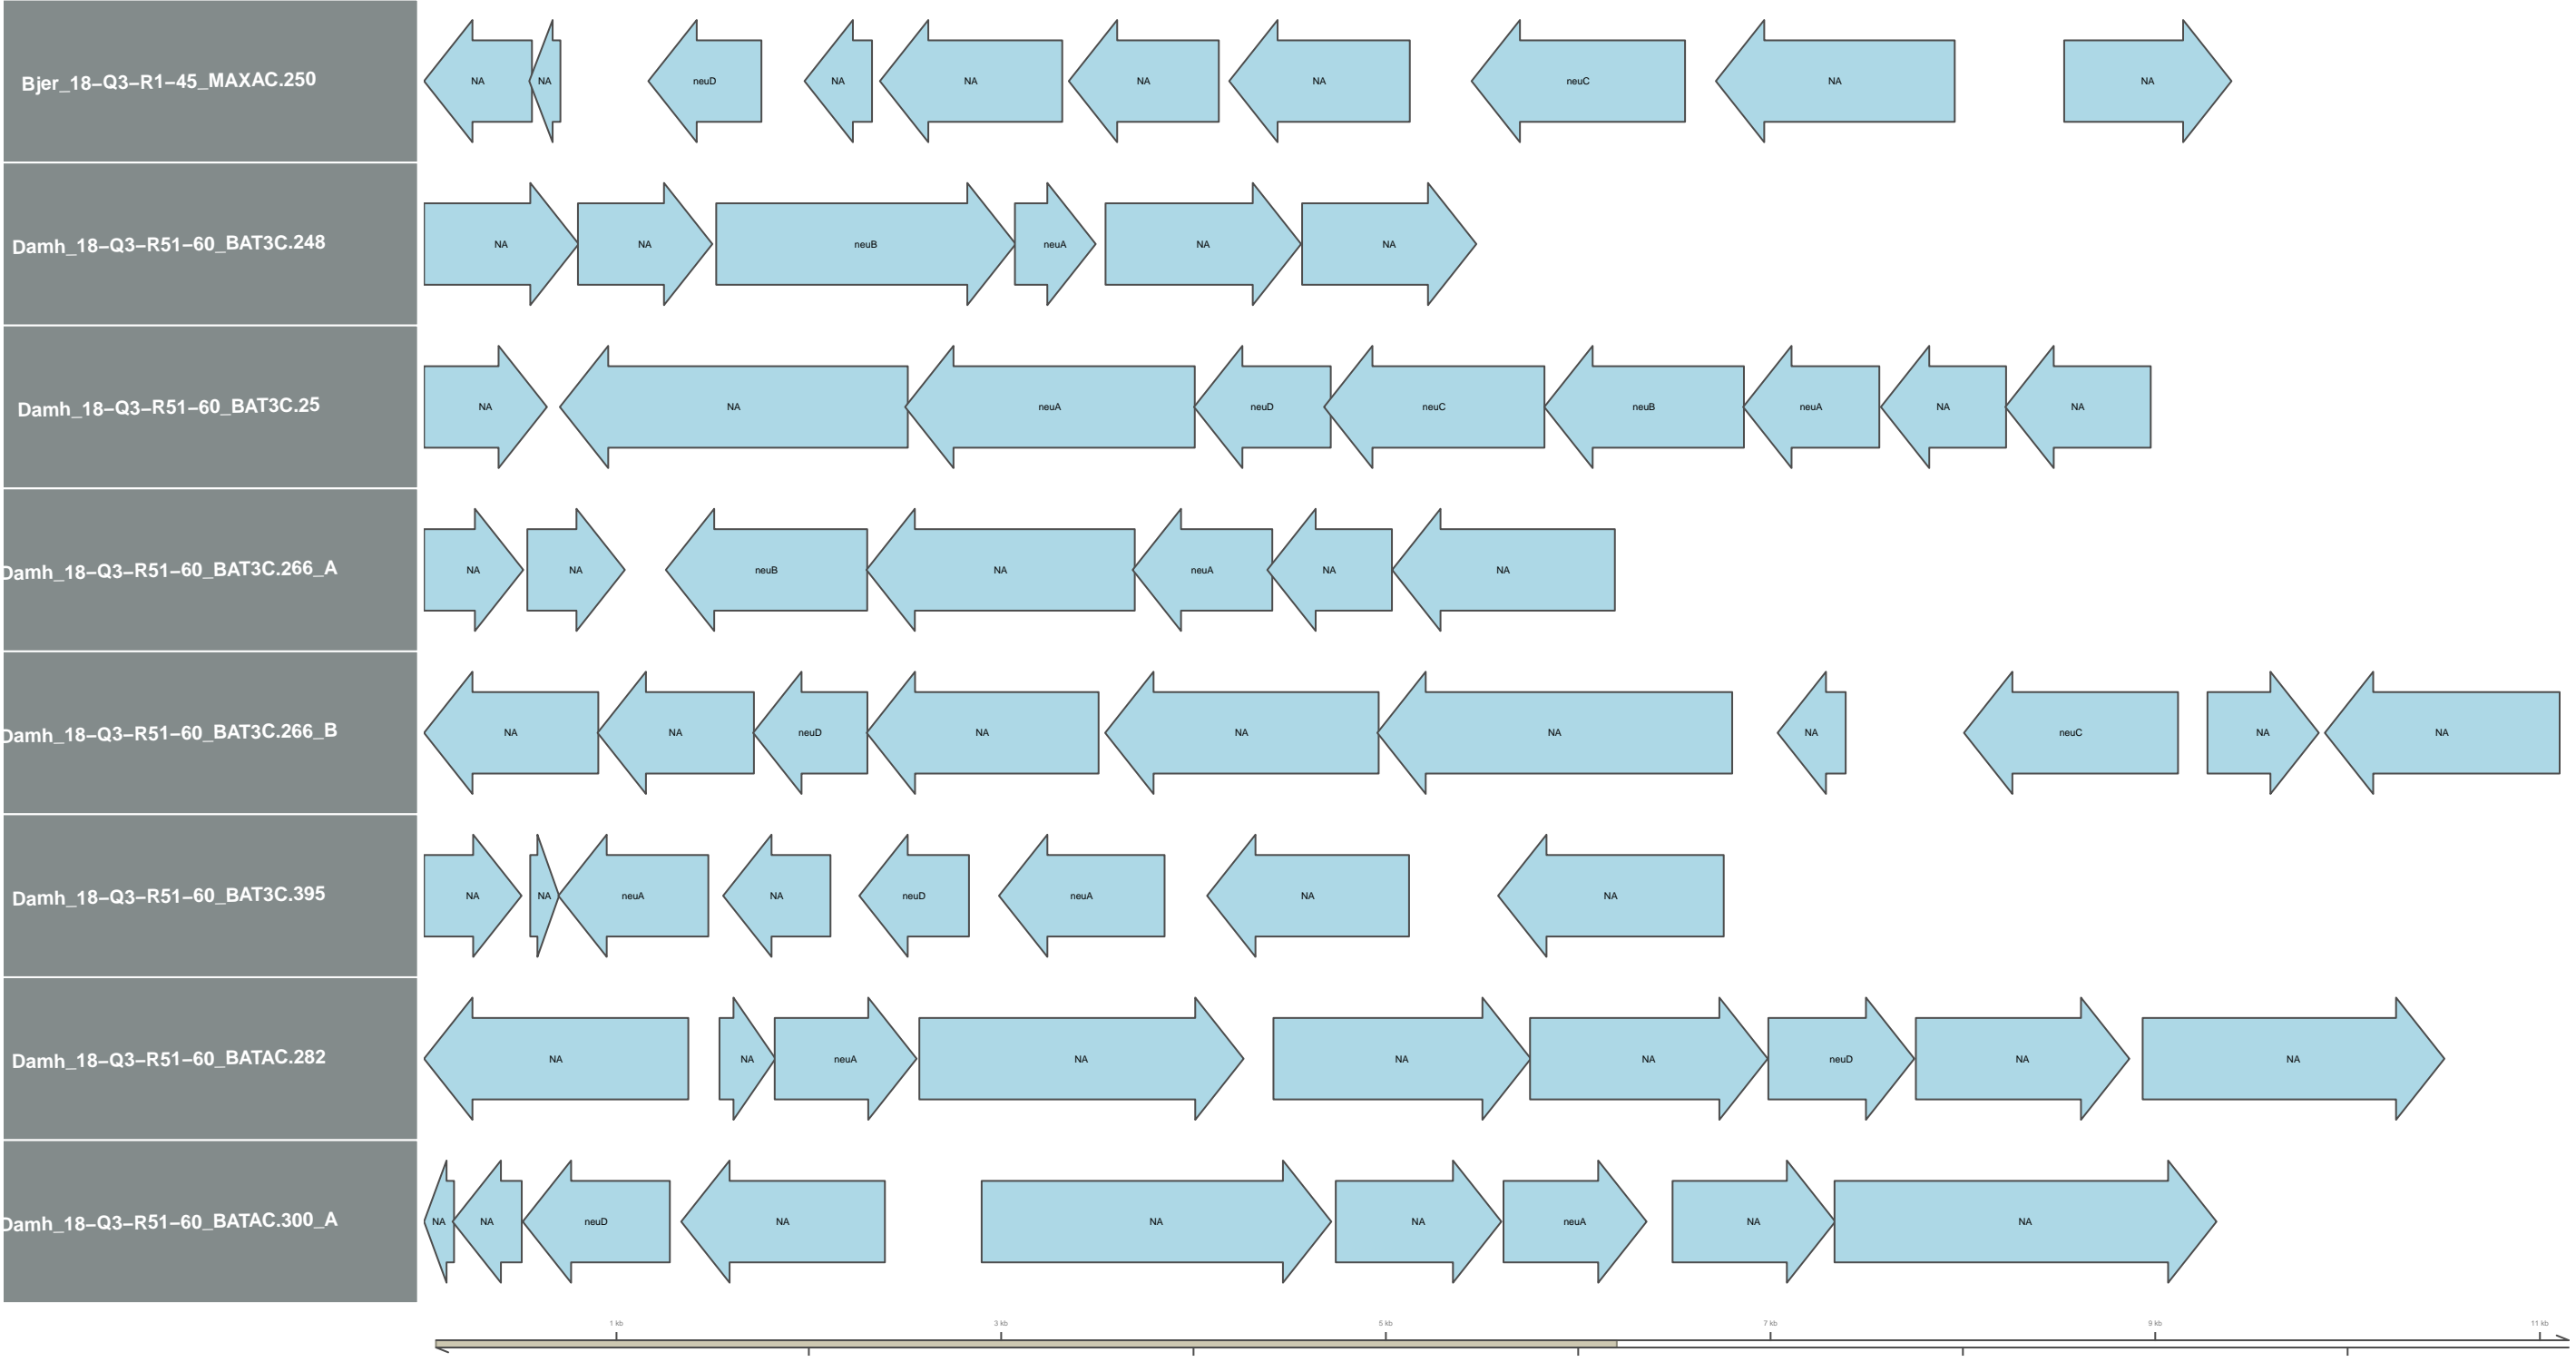 Bjer_18−Q3−R1−45_MAXAC.250 NA NA neuD NA NA NA NA neuC NA NA
Damh_18−Q3−R51−60_BAT3C.248 NA NA neuB neuA NA NA
Damh_18−Q3−R51−60_BAT3C.25 NA NA neuA neuD neuC neuB neuA NA NA
Damh_18−Q3−R51−60_BAT3C.266_A NA NA neuB NA neuA NA NA
Damh_18−Q3−R51−60_BAT3C.266_B NA NA neuD NA NA NA NA neuC NA NA
Damh_18−Q3−R51−60_BAT3C.395 NA NA neuA NA neuD neuA NA NA
Damh_18−Q3−R51−60_BATAC.282 NA NA neuA NA NA NA neuD NA NA
Damh_18−Q3−R51−60_BATAC.300_A NA NA neuD NA NA NA neuA NA NA
1 kb 3 kb 5 kb 7 kb 9 kb 11 kb